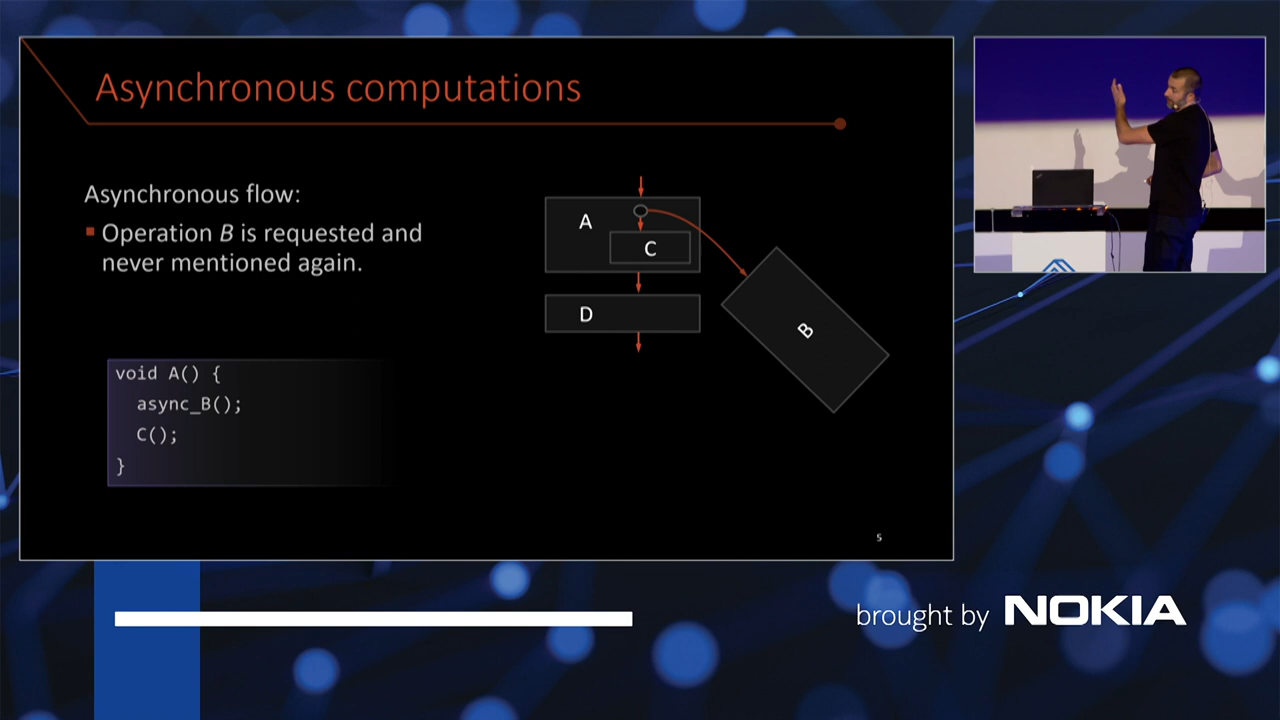 Asynchronous computations
Asynchronous flow:
Operation B is requested and
never mentioned again.
void A() {
async_B();
C();
}
A
C
D
B
5
brought by NOKIA